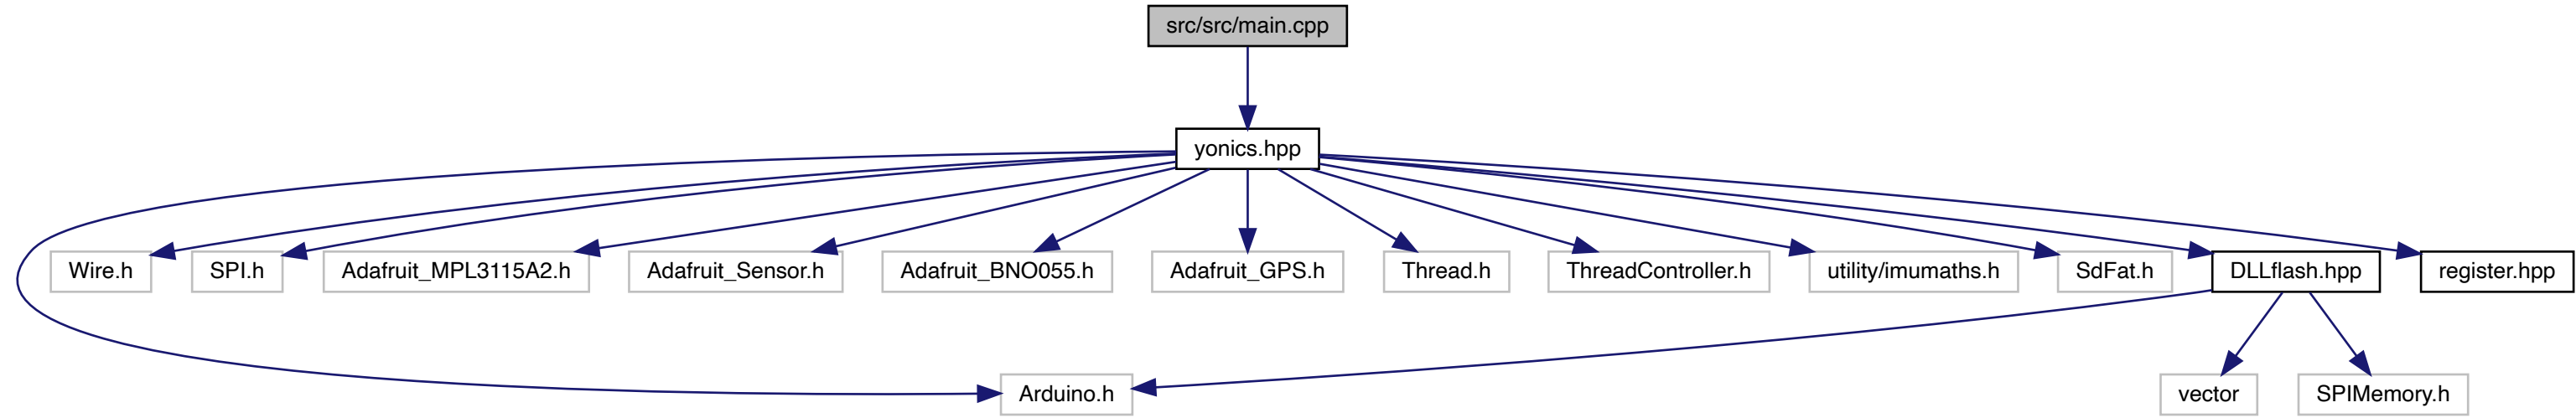 src/src/main.cpp
yonics.hpp
Wire.h
SPI.h
Adafruit_MPL3115A2.h
Adafruit_Sensor.h
Adafruit_BNO055.h
Adafruit_GPS.h
Thread.h
ThreadController.h
utility/imumaths.h
SdFat.h
DLLflash.hpp
register.hpp
Arduino.h
vector
SPIMemory.h